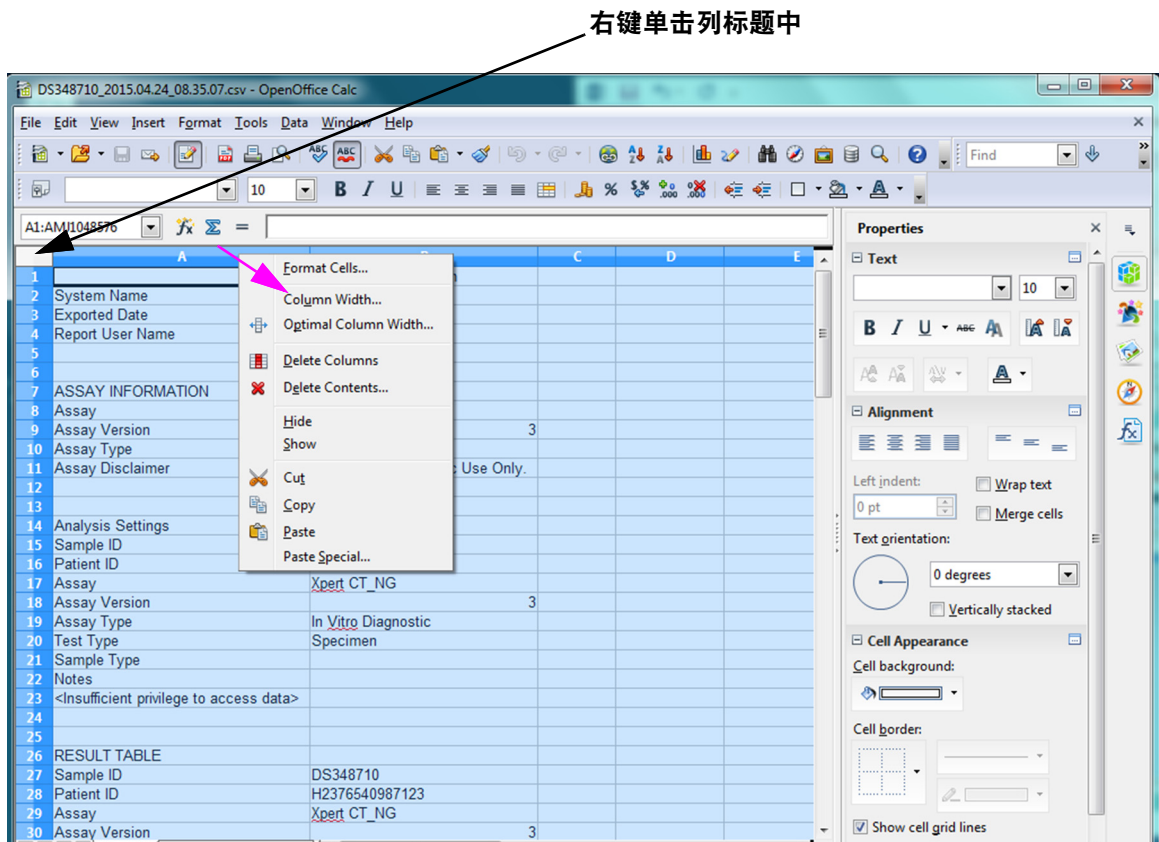 右键单击列标题中
DS348710_2015.04.24_08.35.07.csv - OpenOffice Calc
File Edit View Insert Format Tools Data Window Help
Find
10
A1:AMJ1048576
A C D E
1
2 System Name
3 Exported Date
4 Report User Name
5
6
7 ASSAY INFORMATION
8 Assay
9 Assay Version 3
10 Assay Type
11 Assay Disclaimer Use Only.
12
13
14 Analysis Settings
15 Sample ID
16 Patient ID
17 Assay Xpert CT_NG
18 Assay Version 3
19 Assay Type In Vitro Diagnostic
20 Test Type Specimen
21 Sample Type
22 Notes
23 <Insufficient privilege to access data>
24
25
26 RESULT TABLE
27 Sample ID DS348710
28 Patient ID H2376540987123
29 Assay Xpert CT_NG
30 Assay Version 3
Format Cells...
Column Width...
Optimal Column Width...
Delete Columns
Delete Contents...
Hide
Show
Cut
Copy
Paste
Paste Special...
Properties
Text
10
Alignment
Left indent:
0 pt
Wrap text
Merge cells
Text orientation:
0 degrees
Vertically stacked
Cell Appearance
Cell background:
Cell border:
Show cell grid lines